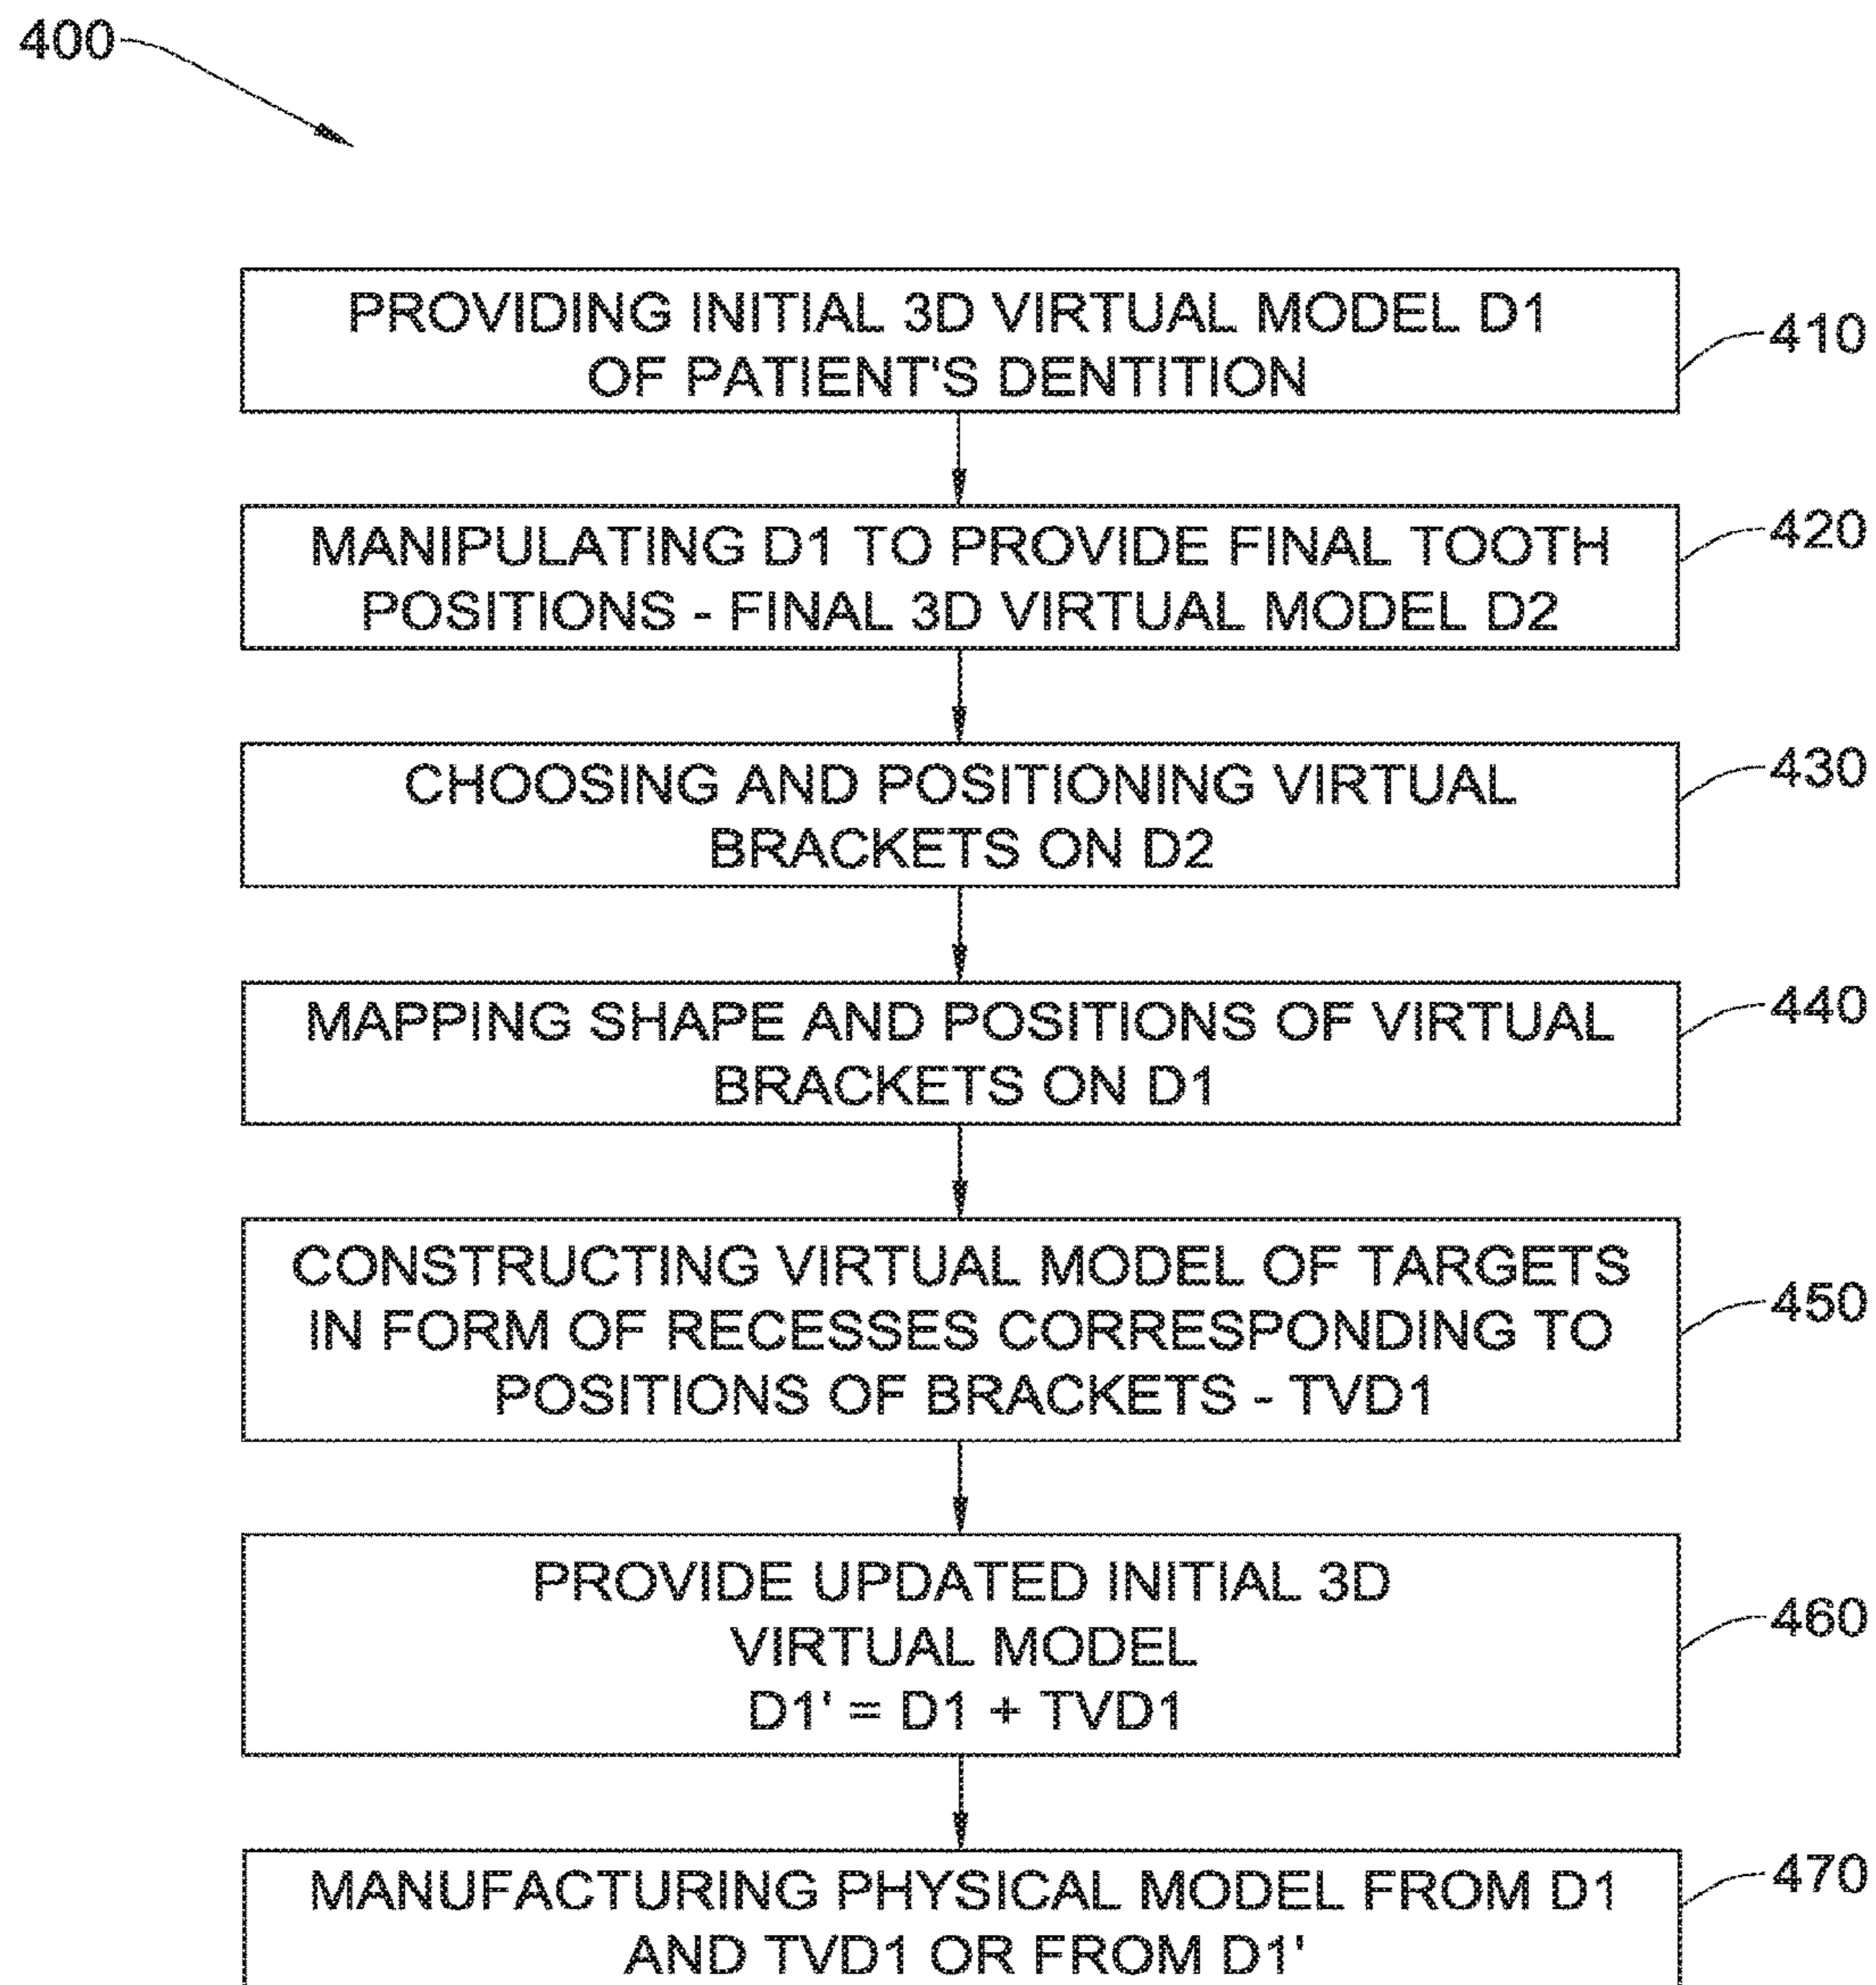 400
PROVIDING INITIAL 3D VIRTUAL MODEL D1
OF PATIENT'S DENTITION
410
MANIPULATING D1 TO PROVIDE FINAL TOOTH
POSITIONS - FINAL 3D VIRTUAL MODEL D2
420
CHOOSING AND POSITIONING VIRTUAL
BRACKETS ON D2
430
MAPPING SHAPE AND POSITIONS OF VIRTUAL
BRACKETS ON D1
440
CONSTRUCTING VIRTUAL MODEL OF TARGETS
IN FORM OF RECESSES CORRESPONDING TO
POSITIONS OF BRACKETS - TVD1
450
PROVIDE UPDATED INITIAL 3D
VIRTUAL MODEL
D1' = D1 + TVD1
460
MANUFACTURING PHYSICAL MODEL FROM D1
AND TVD1 OR FROM D1'
470